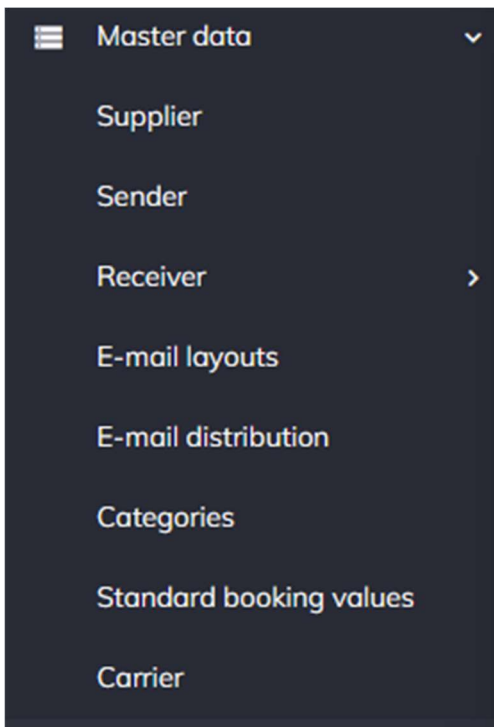 Master data
Supplier
Sender
Receiver
E-mail layouts
E-mail distribution
Categories
Standard booking values
Carrier